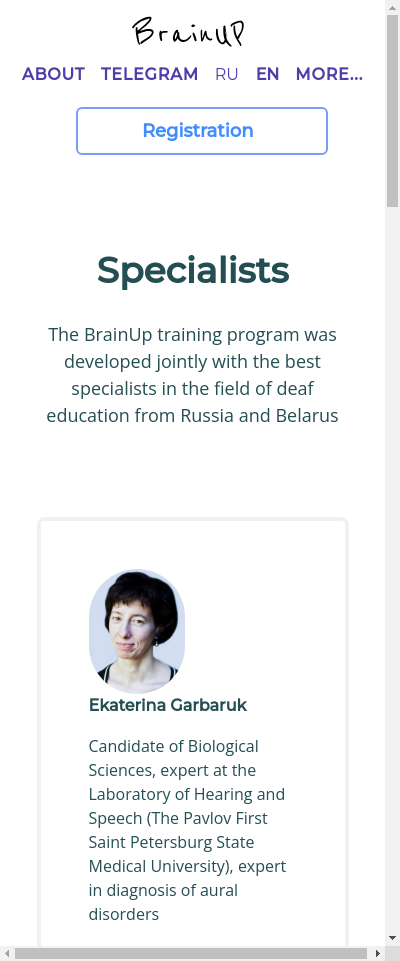 BrainUP
ABOUT TELEGRAM RU EN MORE...
Registration
Specialists
The BrainUp training program was
developed jointly with the best
specialists in the field of deaf
education from Russia and Belarus
Ekaterina Garbaruk
Candidate of Biological
Sciences, expert at the
Laboratory of Hearing and
Speech (The Pavlov First
Saint Petersburg State
Medical University), expert
in diagnosis of aural
disorders